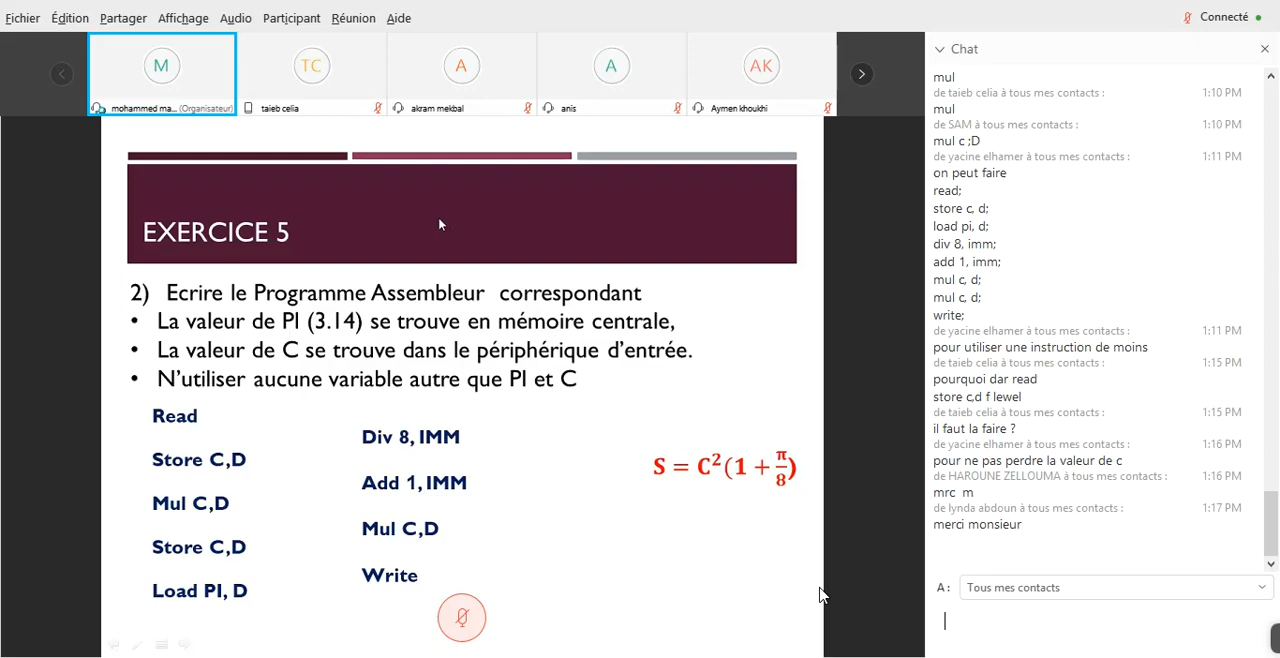 Fichier Édition Partager Affichage Audio Participant Réunion Aide
Connecté
M
TC
A
A
AK
mohammed ma... (Organisateur)
taieb celia
akram mekbal
anis
Aymen khoukhi
EXERCICE 5
2) Ecrire le Programme Assembleur correspondant
• La valeur de PI (3.14) se trouve en mémoire centrale,
• La valeur de C se trouve dans le périphérique d’entrée.
• N’utiliser aucune variable autre que PI et C
Read
Store C,D
Mul C,D
Store C,D
Load PI, D
Div 8, IMM
Add 1, IMM
Mul C,D
Write
S = C²(1 + π/8)
Chat
mul
de taieb celia à tous mes contacts : 1:10 PM
mul
de SAM à tous mes contacts : 1:10 PM
mul c ;D
de yacine elhamer à tous mes contacts : 1:11 PM
on peut faire
read;
store c, d;
load pi, d;
div 8, imm;
add 1, imm;
mul c, d;
mul c, d;
write;
de yacine elhamer à tous mes contacts : 1:11 PM
pour utiliser une instruction de moins
de taieb celia à tous mes contacts : 1:15 PM
pourquoi dar read
store c,d f lewel
de taieb celia à tous mes contacts : 1:15 PM
il faut la faire ?
de yacine elhamer à tous mes contacts : 1:16 PM
pour ne pas perdre la valeur de c
de HAROUNE ZELLOUMA à tous mes contacts : 1:16 PM
mrc m
de lynda abdoun à tous mes contacts : 1:17 PM
merci monsieur
A : Tous mes contacts